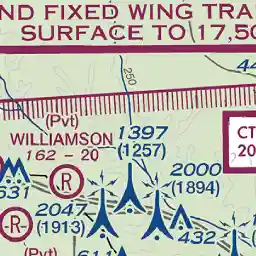 ND FIXED WING TRA
SURFACE TO 17,50
250
44
(Pvt)
WILLIAMSON
162 - 20
1397
(1257)
CT
20
2000
(1894)
631
R
2047
(1913)
-R-
432
(Pvt)
611